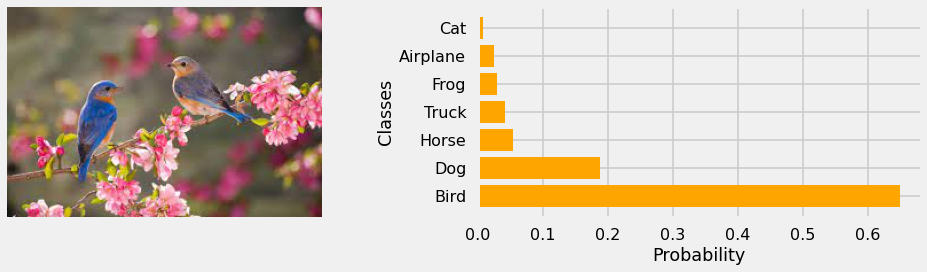 Cat
Airplane
Frog
Truck
Horse
Dog
Bird
Classes
0.0 0.1 0.2 0.3 0.4 0.5 0.6
Probability